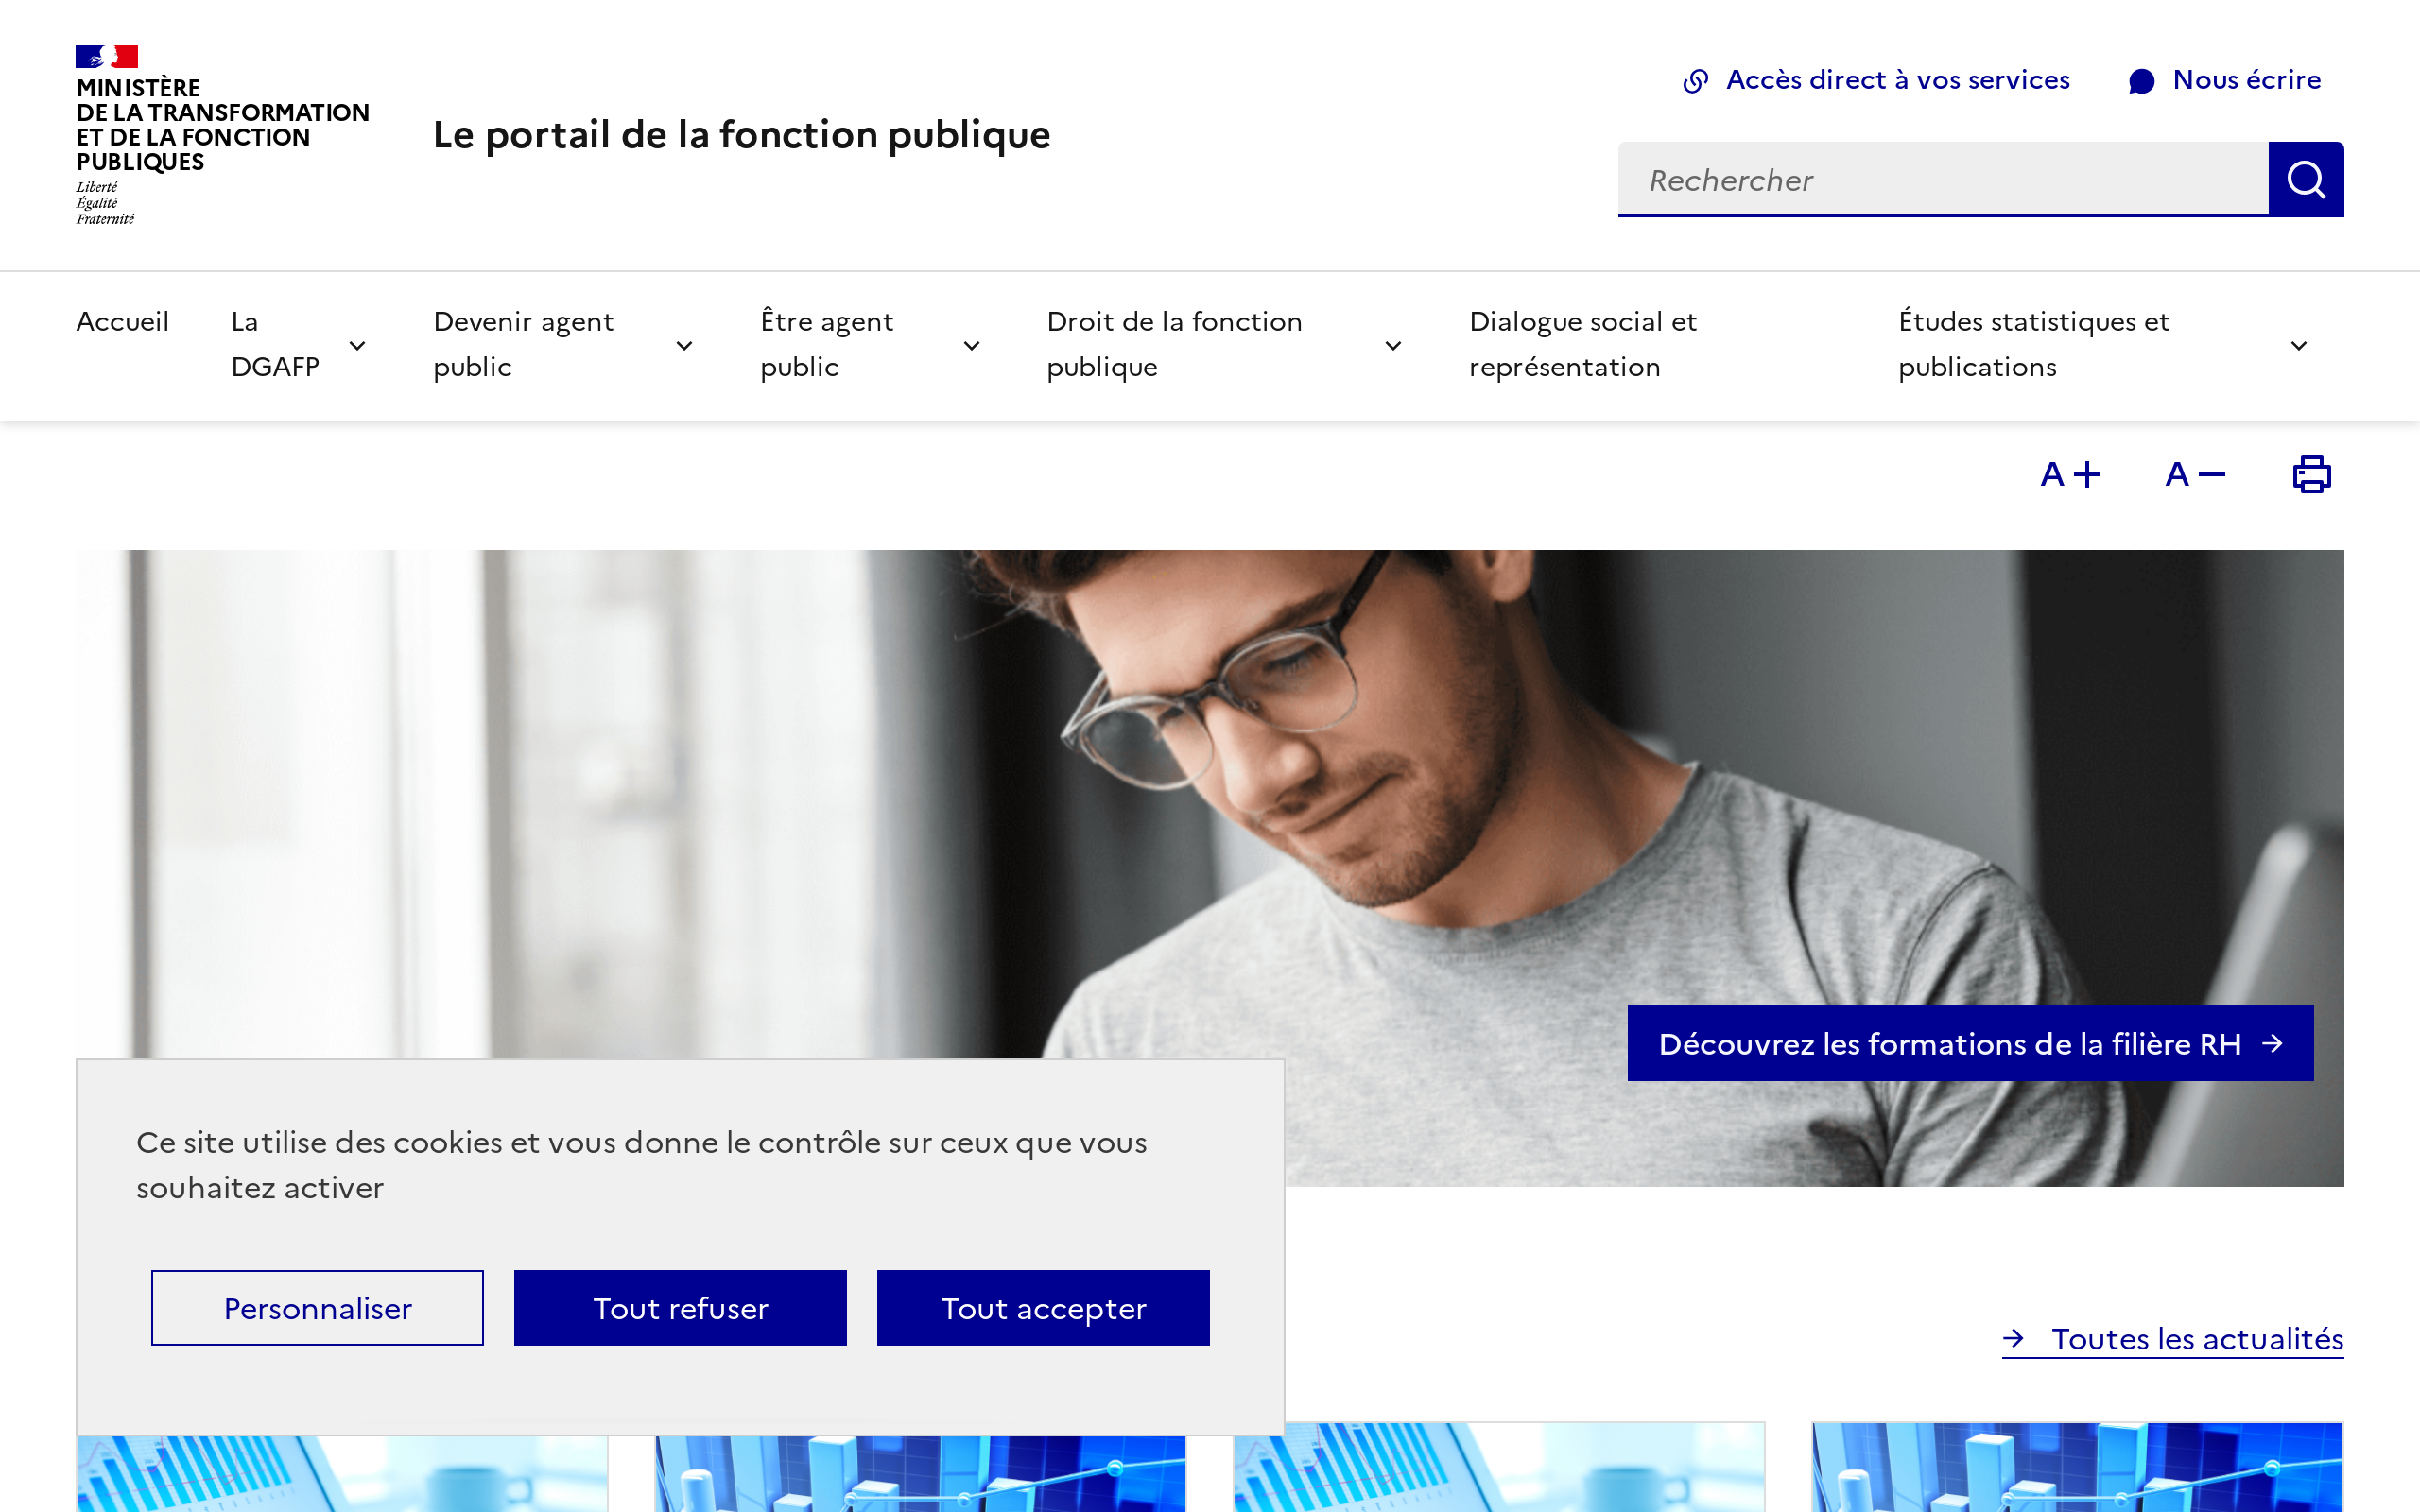 MINISTÈRE
DE LA TRANSFORMATION
ET DE LA FONCTION
PUBLIQUES
Liberté
Égalité
Fraternité
Le portail de la fonction publique
Accès direct à vos services
Nous écrire
Rechercher
Accueil
La
DGAFP
Devenir agent
public
Être agent
public
Droit de la fonction
publique
Dialogue social et
représentation
Études statistiques et
publications
A+
A−
Découvrez les formations de la filière RH →
Ce site utilise des cookies et vous donne le contrôle sur ceux que vous
souhaitez activer
Personnaliser
Tout refuser
Tout accepter
→ Toutes les actualités